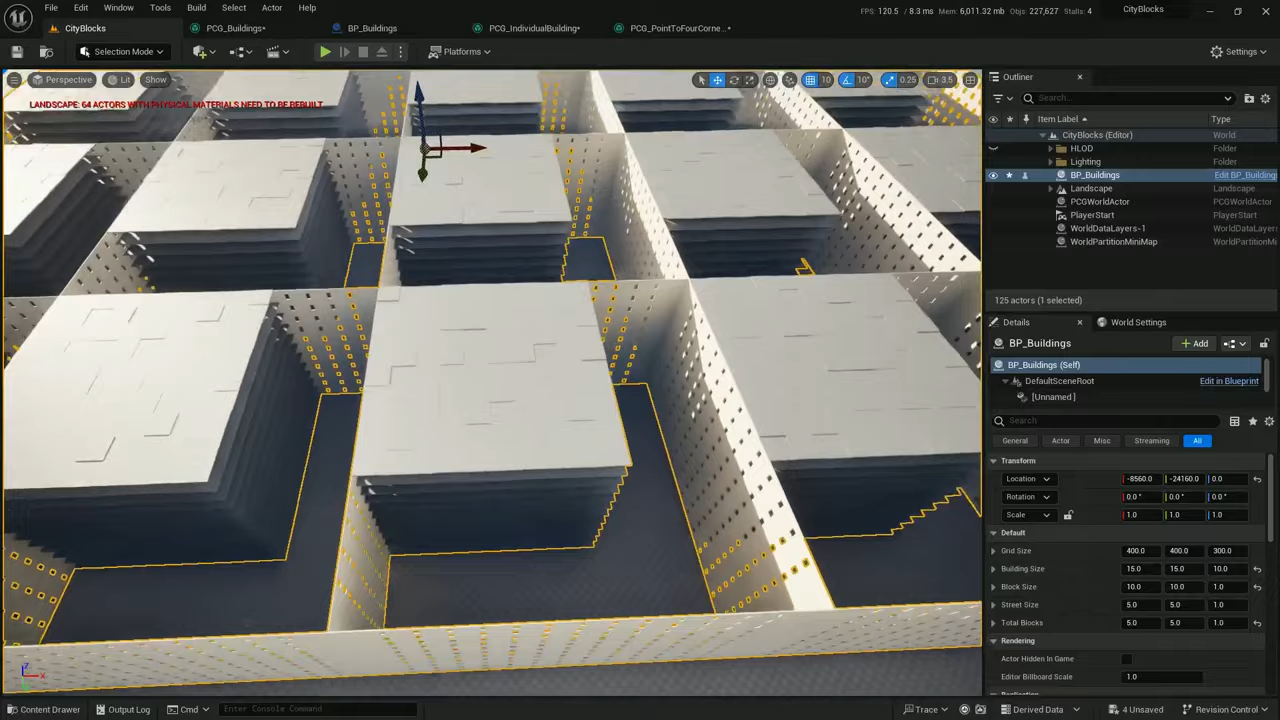 File Edit Window Tools Build Select Actor Help
FPS: 120.5 / 8.3 ms Mem: 6,011.32 mb Objs: 227,627 Stalls: 4
CityBlocks
CityBlocks
PCG_Buildings*
BP_Buildings
PCG_IndividualBuilding*
PCG_PointToFourCorne...*
Selection Mode
Platforms
Settings
Perspective Lit Show
10 10° 0.25 3.5
LANDSCAPE: 64 ACTORS WITH PHYSICAL MATERIALS NEED TO BE REBUILT
Outliner
Search...
Item Label Type
CityBlocks (Editor) World
HLOD Folder
Lighting Folder
BP_Buildings Edit BP_Building
Landscape Landscape
PCGWorldActor PCGWorldActor
PlayerStart PlayerStart
WorldDataLayers-1 WorldDataLayer
WorldPartitionMiniMap WorldPartitionM
125 actors (1 selected)
Details World Settings
BP_Buildings Add
BP_Buildings (Self)
DefaultSceneRoot Edit in Blueprint
[Unnamed ]
Search
General Actor Misc Streaming All
Transform
Location -8560.0 -24160.0 0.0
Rotation 0.0 ° 0.0 ° 0.0 °
Scale 1.0 1.0 1.0
Default
Grid Size 400.0 400.0 300.0
Building Size 15.0 15.0 10.0
Block Size 10.0 10.0 1.0
Street Size 5.0 5.0 1.0
Total Blocks 5.0 5.0 1.0
Rendering
Actor Hidden In Game
Editor Billboard Scale 1.0
Z
X
Content Drawer Output Log Cmd Enter Console Command
Trace Derived Data 4 Unsaved Revision Control